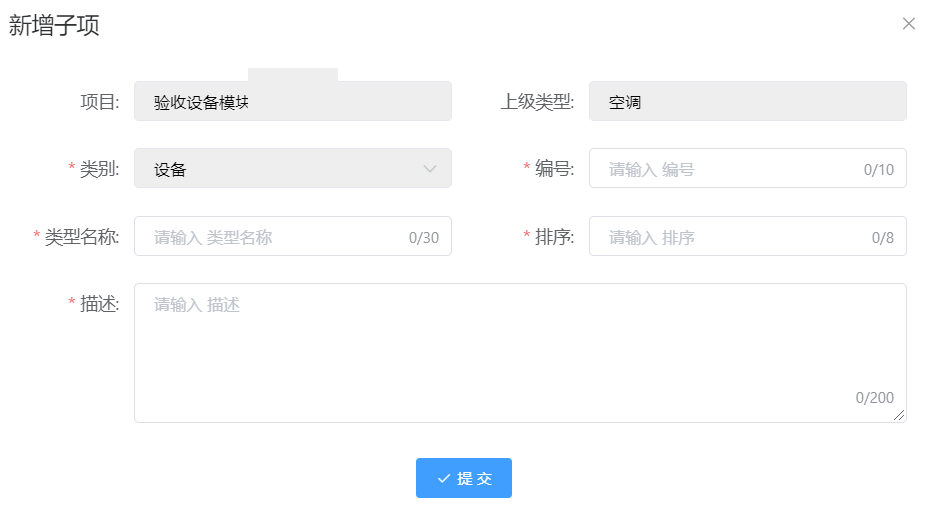 新增子项
项目: 验收设备模块 上级类型: 空调
* 类别: 设备 * 编号: 请输入 编号 0/10
* 类型名称: 请输入 类型名称 0/30 * 排序: 请输入 排序 0/8
* 描述: 请输入 描述
0/200
提 交